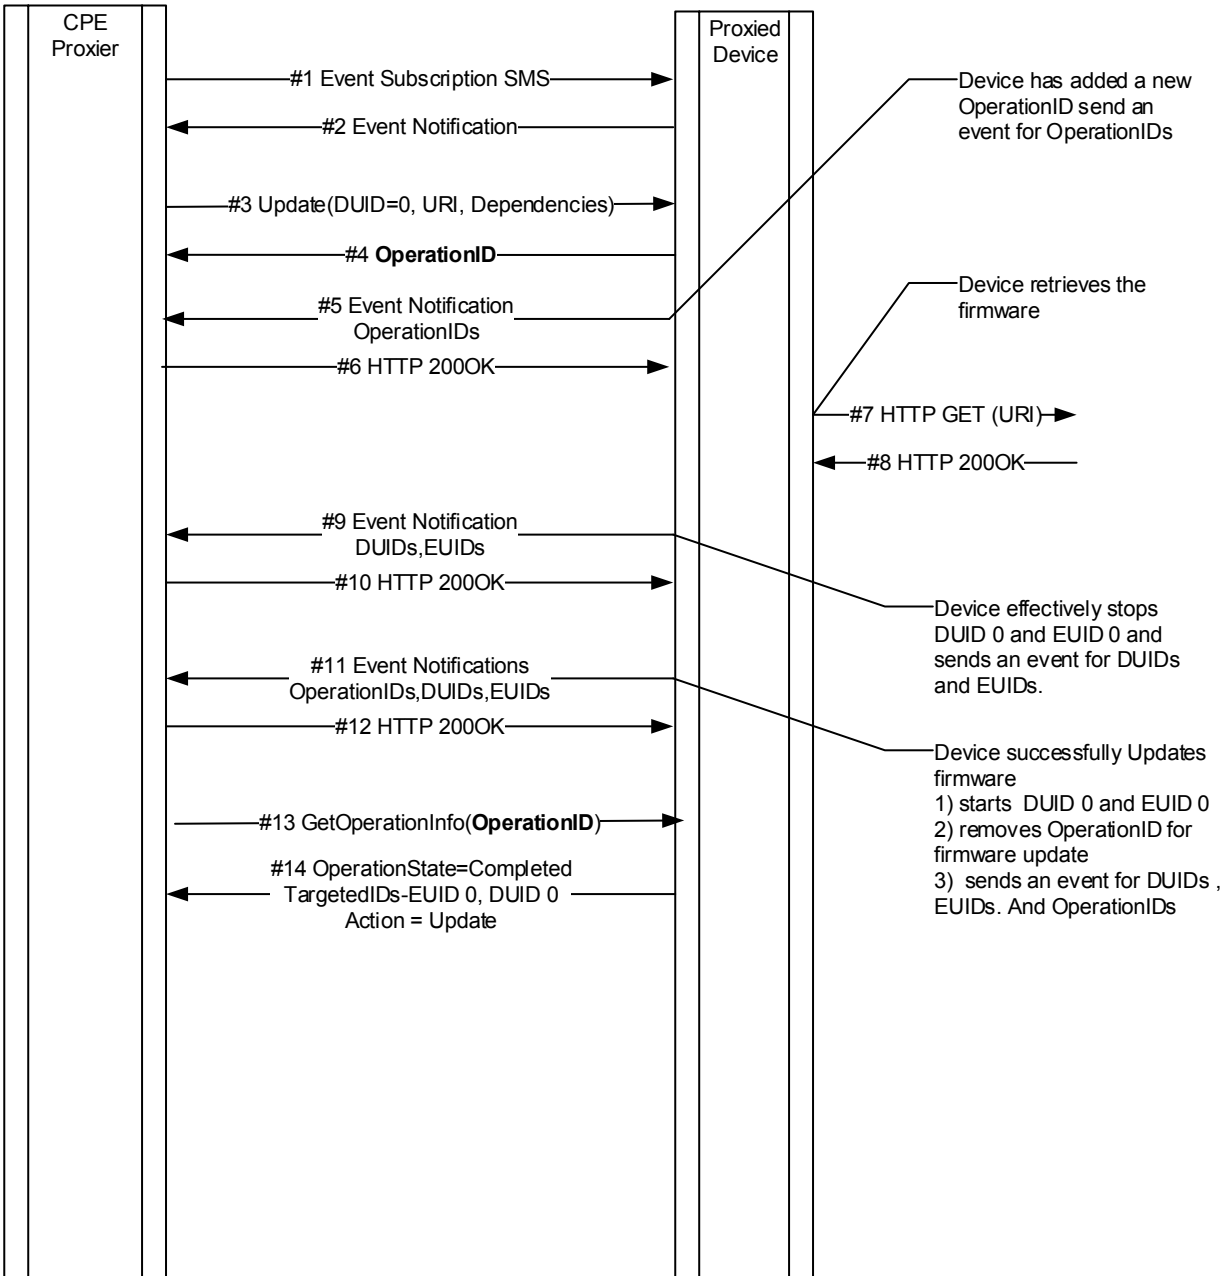 CPE
Proxier
Proxied
Device
#1 Event Subscription SMS
Device has added a new
OperationID send an
event for OperationIDs
#2 Event Notification
#3 Update(DUID=0, URI, Dependencies)
#4 OperationID
Device retrieves the
firmware
#5 Event Notification
OperationIDs
#6 HTTP 200OK
#7 HTTP GET (URI)
#8 HTTP 200OK
#9 Event Notification
DUIDs,EUIDs
#10 HTTP 200OK
Device effectively stops
DUID 0 and EUID 0 and
sends an event for DUIDs
and EUIDs.
#11 Event Notifications
OperationIDs,DUIDs,EUIDs
#12 HTTP 200OK
Device successfully Updates
firmware
1) starts DUID 0 and EUID 0
2) removes OperationID for
firmware update
3) sends an event for DUIDs ,
EUIDs. And OperationIDs
#13 GetOperationInfo(OperationID)
#14 OperationState=Completed
TargetedIDs-EUID 0, DUID 0
Action = Update